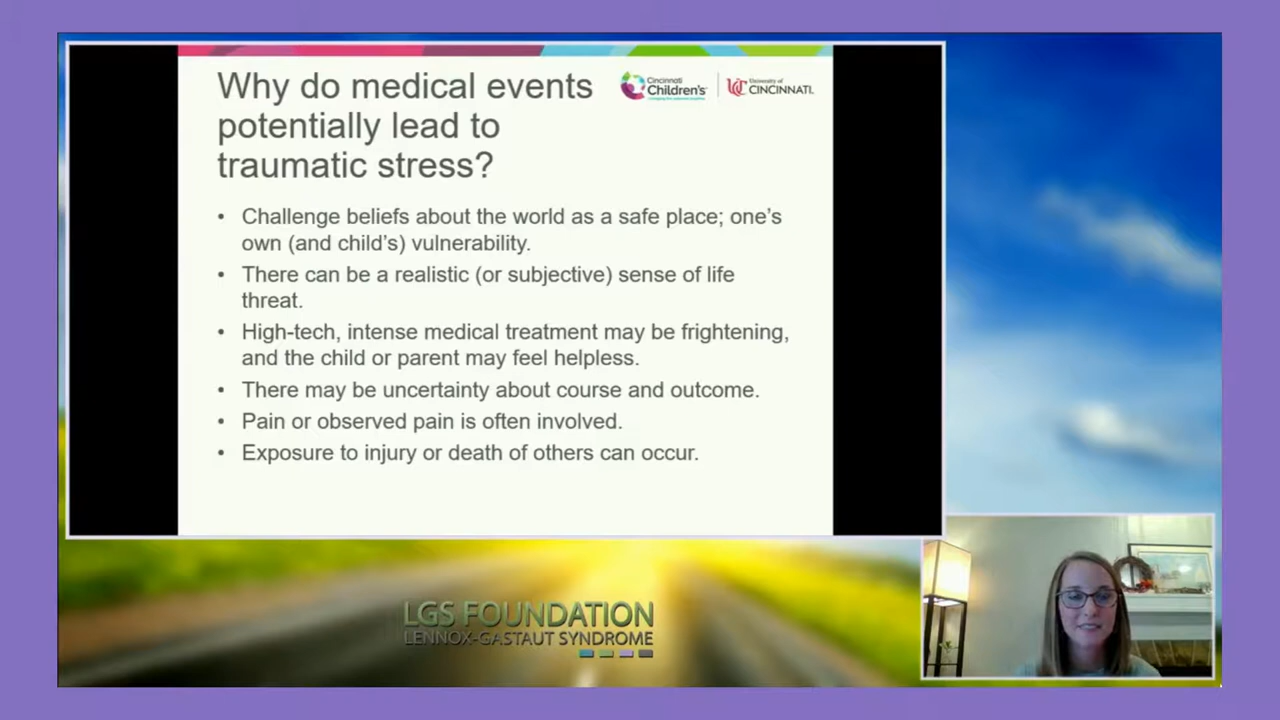 Why do medical events
potentially lead to
traumatic stress?
Cincinnati
Children's
University of
CINCINNATI.
• Challenge beliefs about the world as a safe place; one's
own (and child's) vulnerability.
• There can be a realistic (or subjective) sense of life
threat.
• High-tech, intense medical treatment may be frightening,
and the child or parent may feel helpless.
• There may be uncertainty about course and outcome.
• Pain or observed pain is often involved.
• Exposure to injury or death of others can occur.
LGS FOUNDATION
LENNOX-GASTAUT SYNDROME